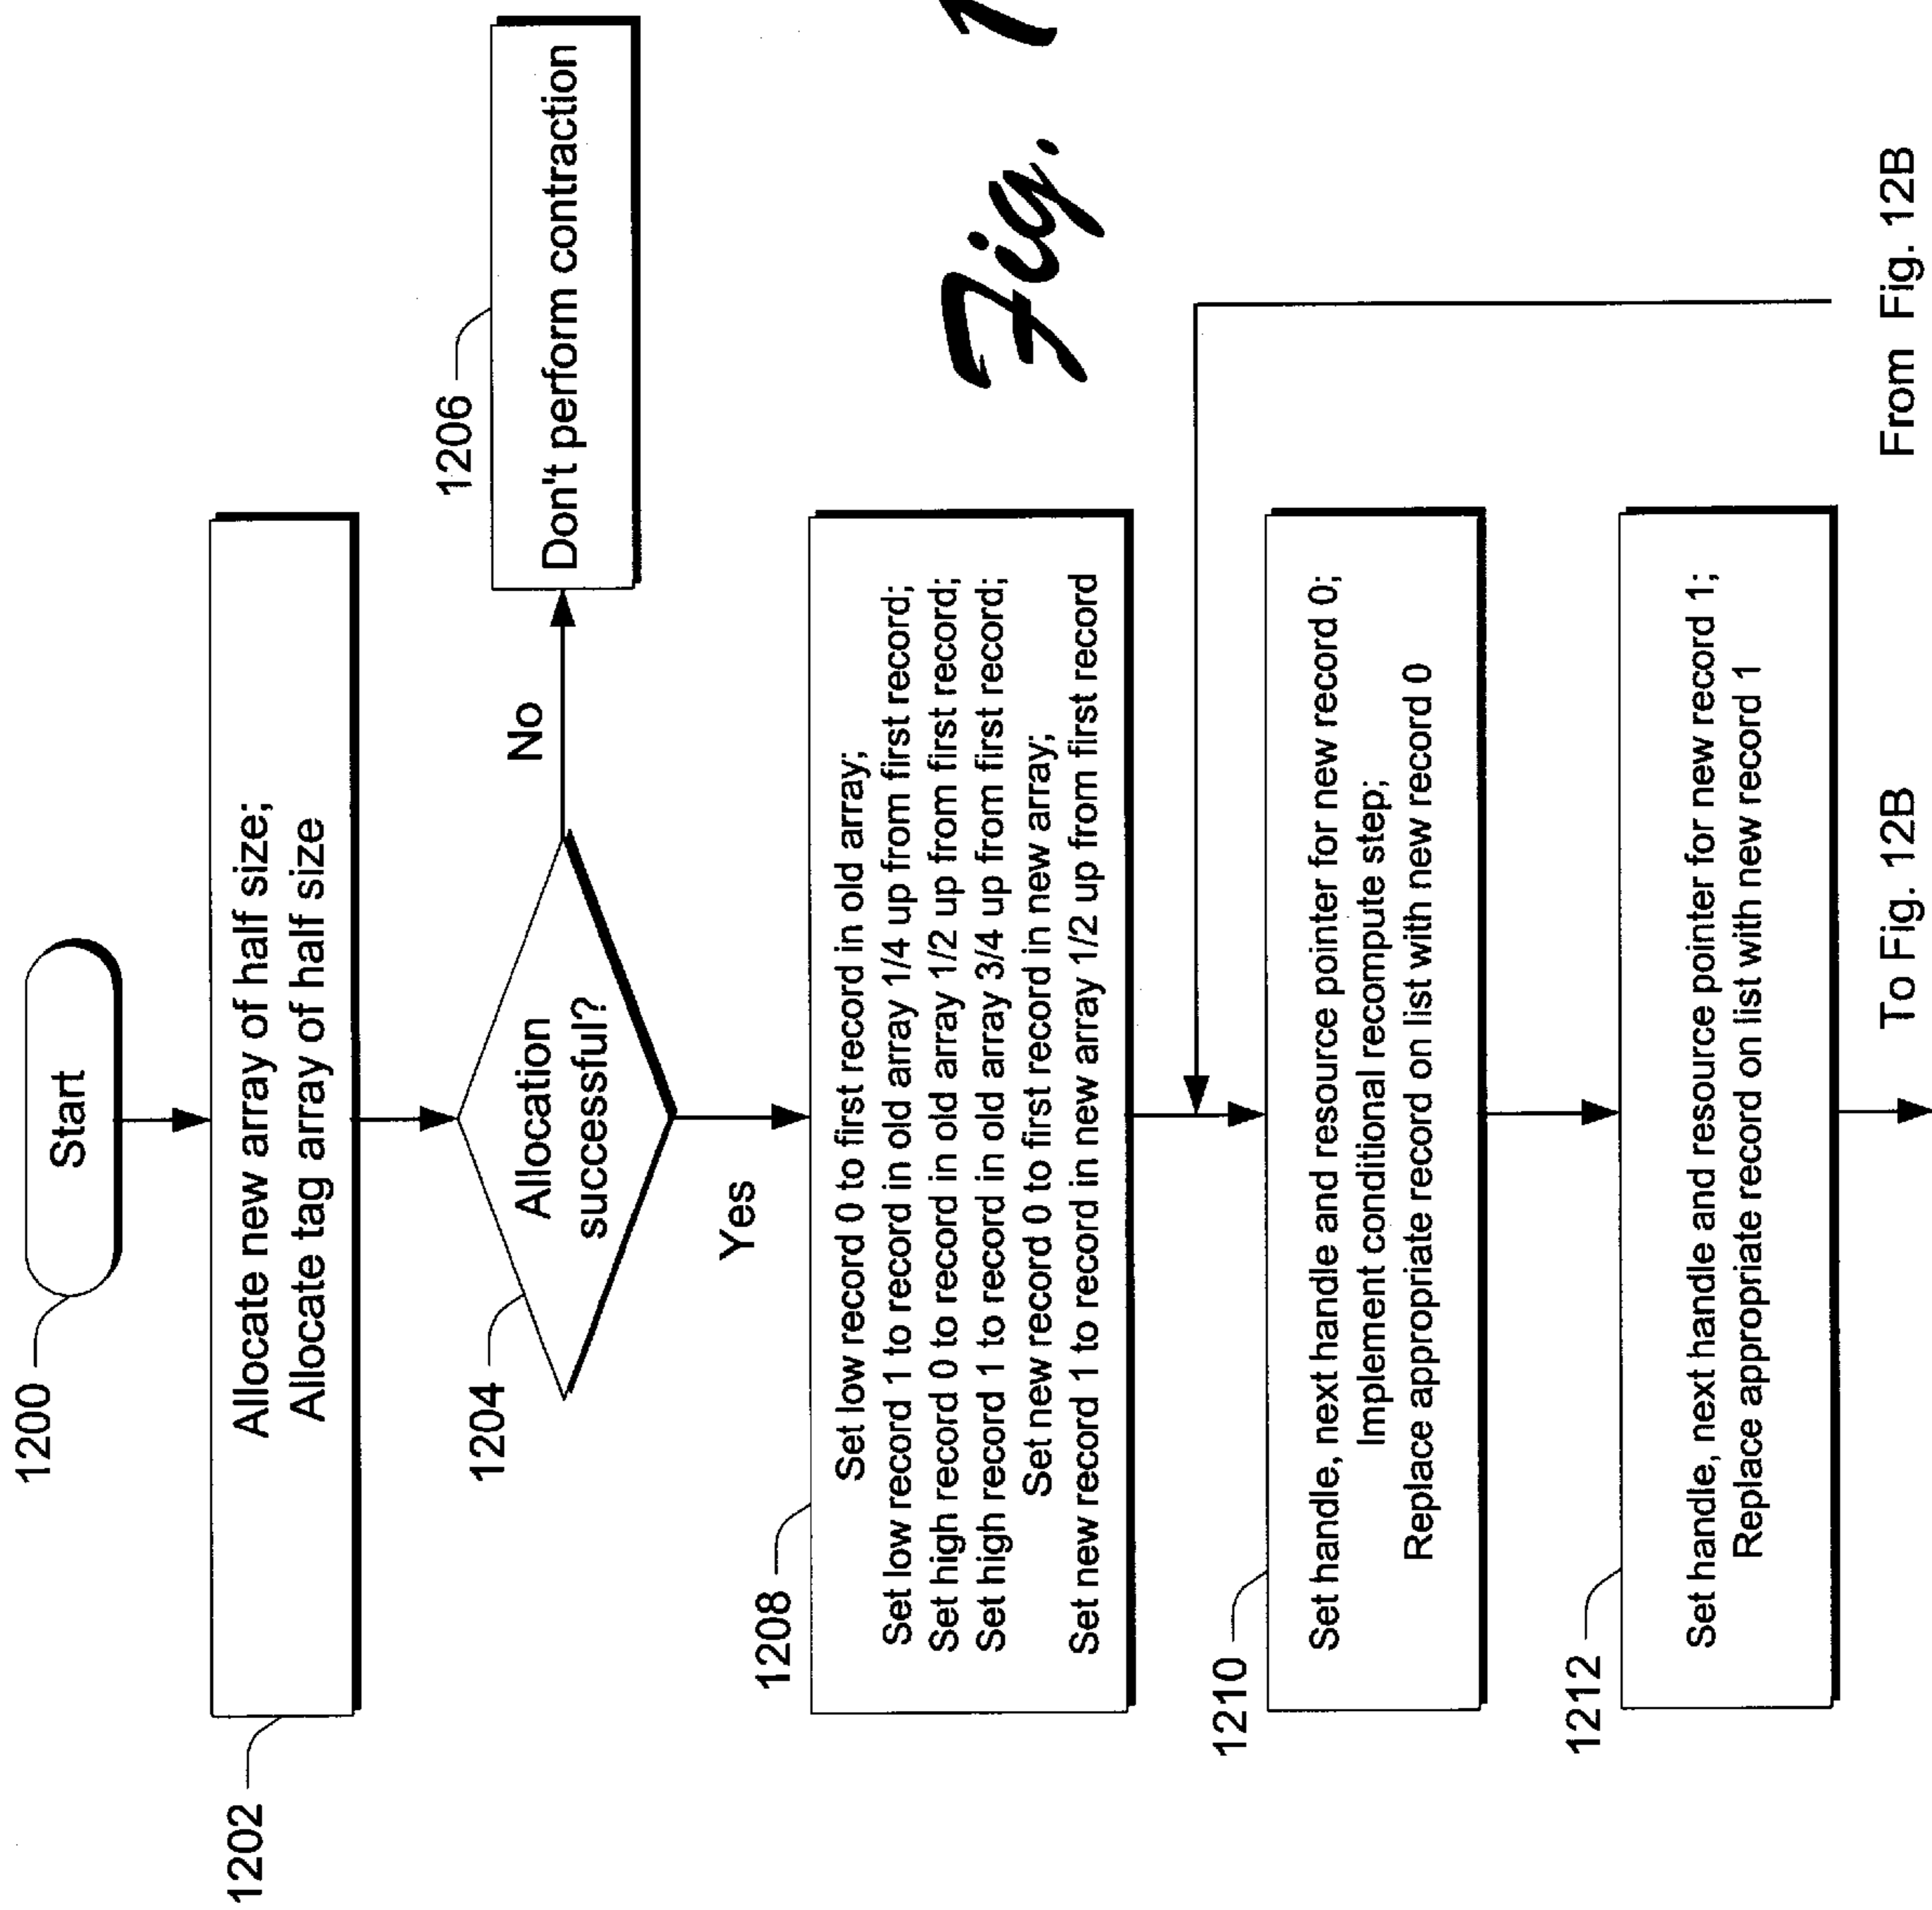 1200
Start
1202
Allocate new array of half size;
Allocate tag array of half size
1204
Allocation
successful?
No
1206
Don't perform contraction
Yes
1208
Set low record 0 to first record in old array;
Set low record 1 to record in old array 1/4 up from first record;
Set high record 0 to record in old array 1/2 up from first record;
Set high record 1 to record in old array 3/4 up from first record;
Set new record 0 to first record in new array;
Set new record 1 to record in new array 1/2 up from first record
Fig.
1210
Set handle, next handle and resource pointer for new record 0;
Implement conditional recompute step;
Replace appropriate record on list with new record 0
1212
Set handle, next handle and resource pointer for new record 1;
Replace appropriate record on list with new record 1
To Fig. 12B
From Fig. 12B